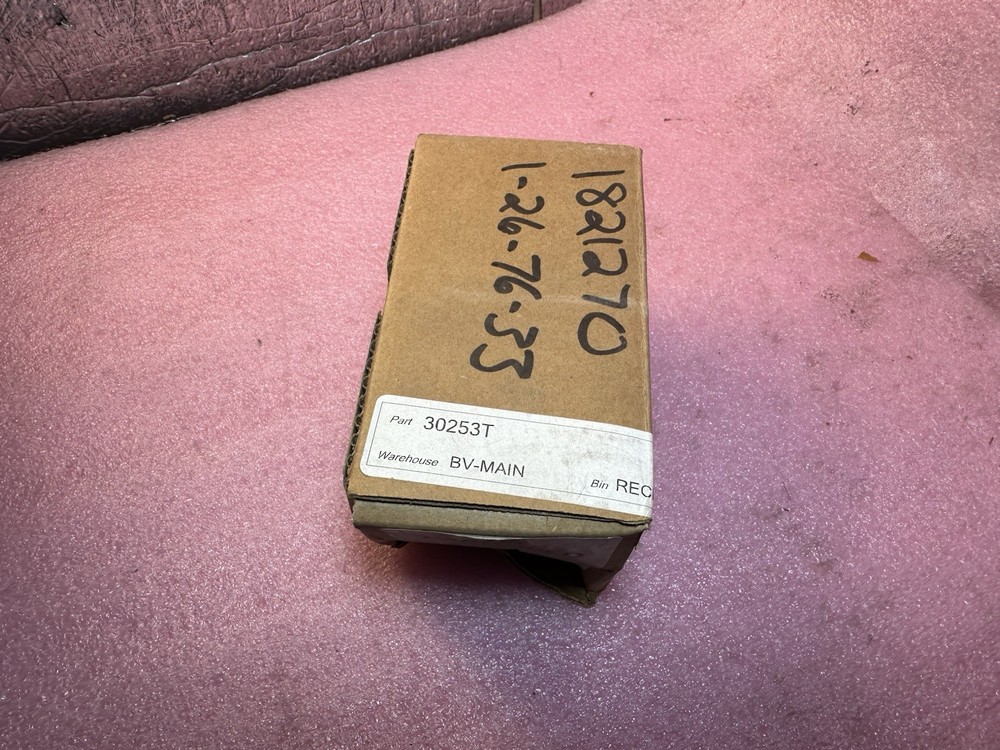 1821270
1-26-76-33
Part 30253T
Warehouse BV-MAIN
Bin REC